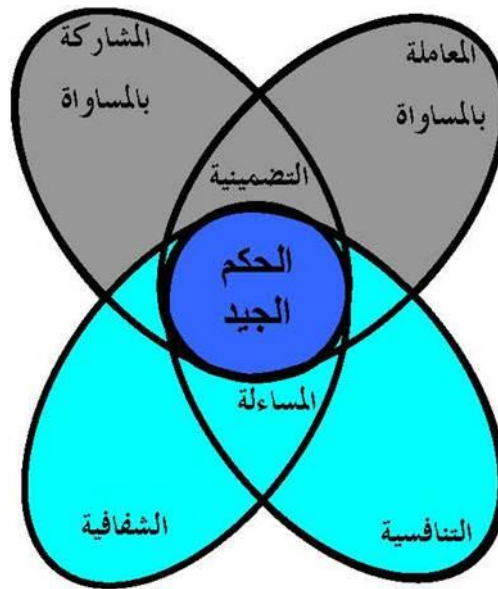 المعاملة
بالمساواة
المشاركة
بالمساواة
التضمينية
الحكم
الجيد
المساءلة
التنافسية
الشفافية